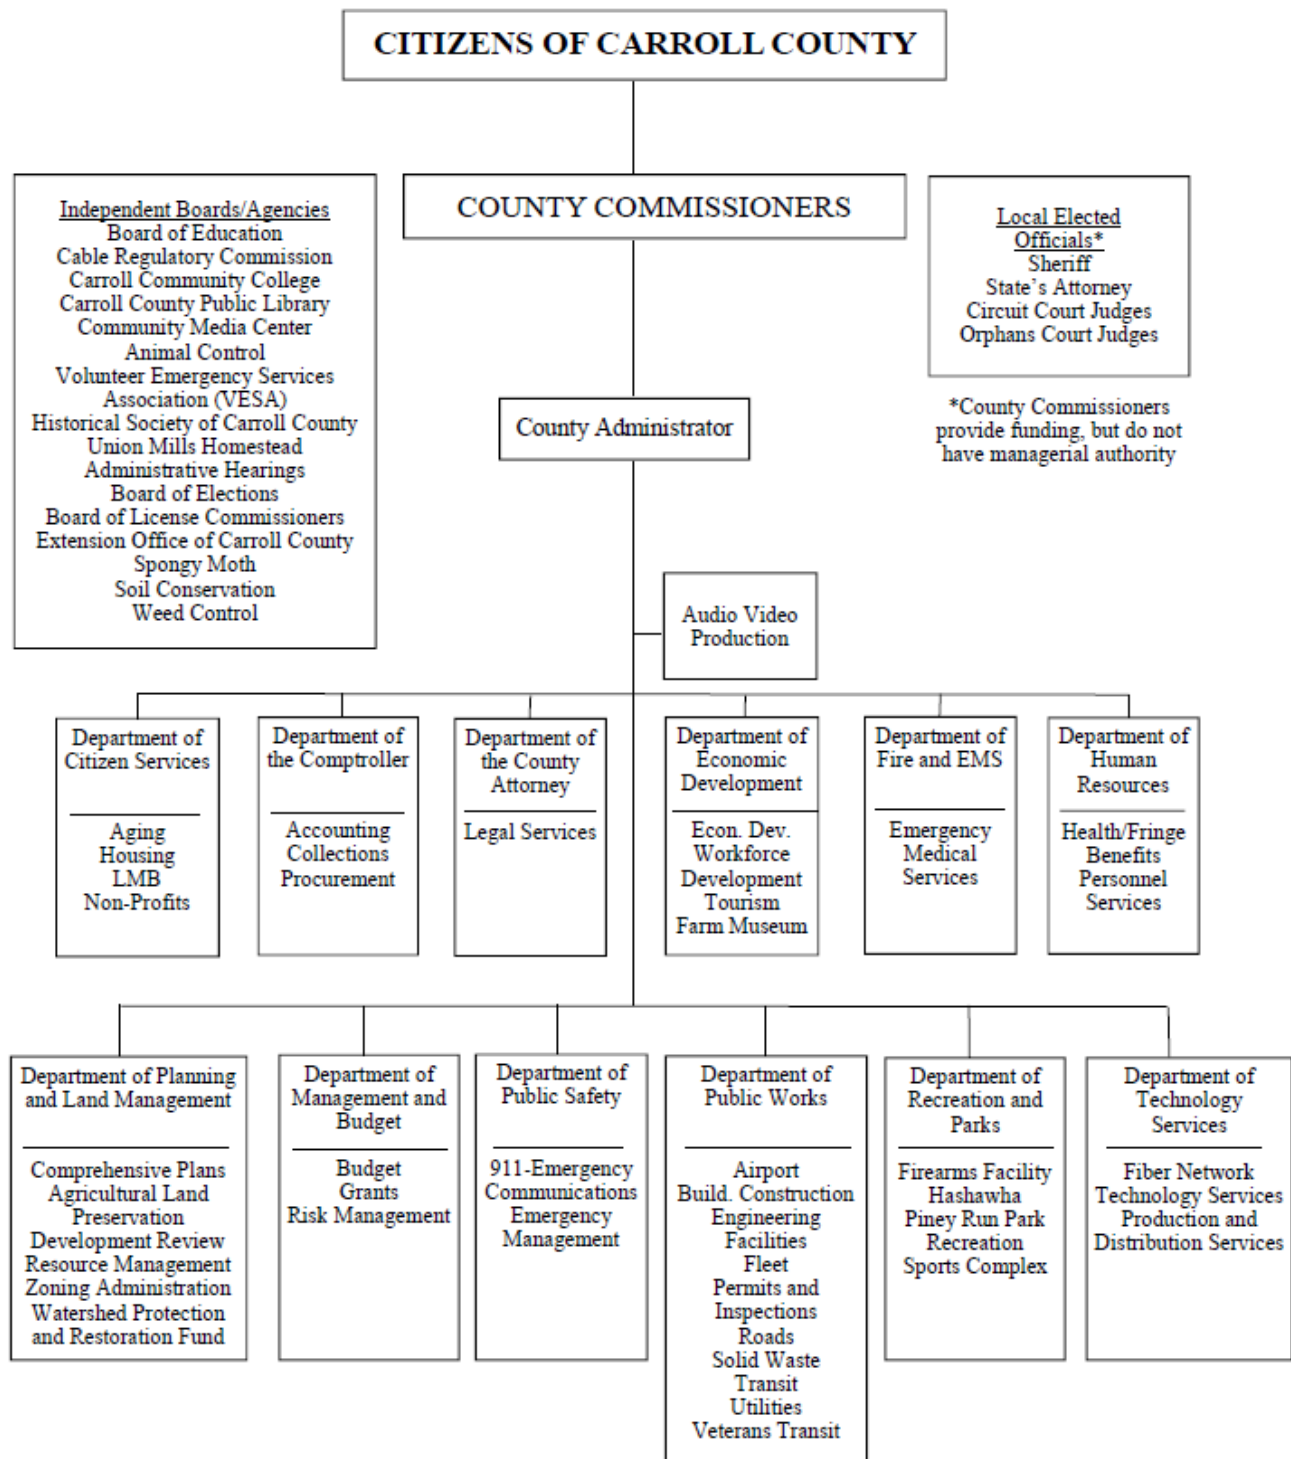 CITIZENS OF CARROLL COUNTY
Independent Boards/Agencies
Board of Education
Cable Regulatory Commission
Carroll Community College
Carroll County Public Library
Community Media Center
Animal Control
Volunteer Emergency Services
Association (VESA)
Historical Society of Carroll County
Union Mills Homestead
Administrative Hearings
Board of Elections
Board of License Commissioners
Extension Office of Carroll County
Spongy Moth
Soil Conservation
Weed Control
COUNTY COMMISSIONERS
Local Elected
Officials*
Sheriff
State’s Attorney
Circuit Court Judges
Orphans Court Judges
*County Commissioners
provide funding, but do not
have managerial authority
County Administrator
Audio Video
Production
Department of
Citizen Services
Aging
Housing
LMB
Non-Profits
Department of
the Comptroller
Accounting
Collections
Procurement
Department of
the County
Attorney
Legal Services
Department of
Economic
Development
Econ. Dev.
Workforce
Development
Tourism
Farm Museum
Department of
Fire and EMS
Emergency
Medical
Services
Department of
Human
Resources
Health/Fringe
Benefits
Personnel
Services
Department of Planning
and Land Management
Comprehensive Plans
Agricultural Land
Preservation
Development Review
Resource Management
Zoning Administration
Watershed Protection
and Restoration Fund
Department of
Management and
Budget
Budget
Grants
Risk Management
Department of
Public Safety
911-Emergency
Communications
Emergency
Management
Department of
Public Works
Airport
Build. Construction
Engineering
Facilities
Fleet
Permits and
Inspections
Roads
Solid Waste
Transit
Utilities
Veterans Transit
Department of
Recreation and
Parks
Firearms Facility
Hashawha
Piney Run Park
Recreation
Sports Complex
Department of
Technology
Services
Fiber Network
Technology Services
Production and
Distribution Services